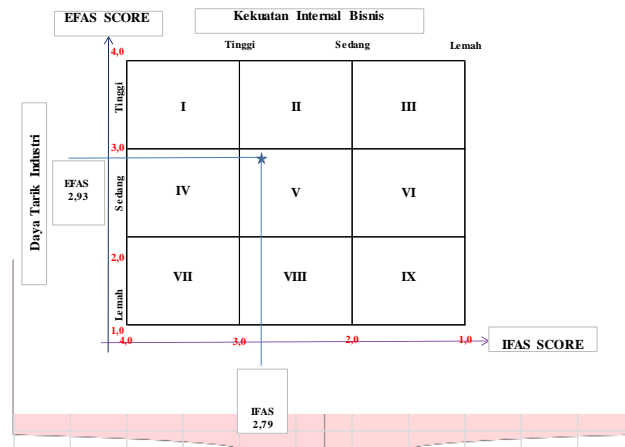 EFAS SCORE
Kekuatan Internal Bisnis
Tinggi Sedang Lemah
4,0
Daya Tarik Industri
Tinggi
I II III
3,0
EFAS
2,93
Sedang
IV V VI
2,0
Lemah
VII VIII IX
1,0
4,0 3,0 2,0 1,0
IFAS SCORE
IFAS
2,79